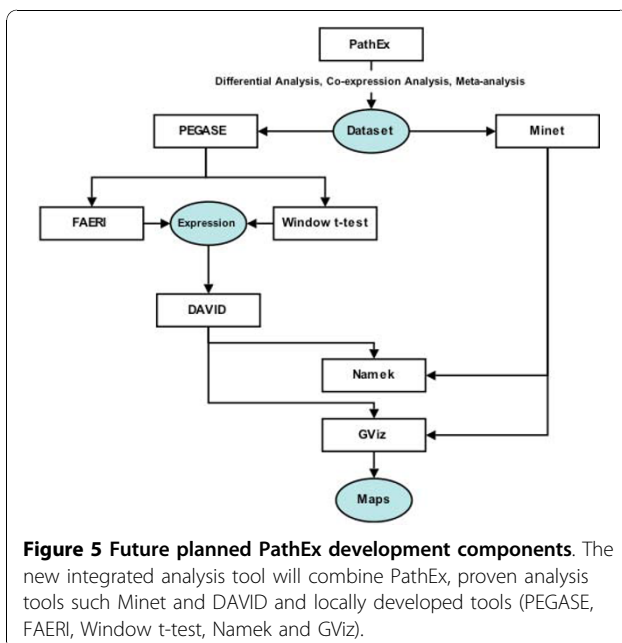 PathEx
Differential Analysis, Co-expression Analysis, Meta-analysis
PEGASE
Dataset
Minet
FAERI
Expression
Window t-test
DAVID
Namek
GViz
Maps
Figure 5 Future planned PathEx development components. The
new integrated analysis tool will combine PathEx, proven analysis
tools such Minet and DAVID and locally developed tools (PEGASE,
FAERI, Window t-test, Namek and GViz).